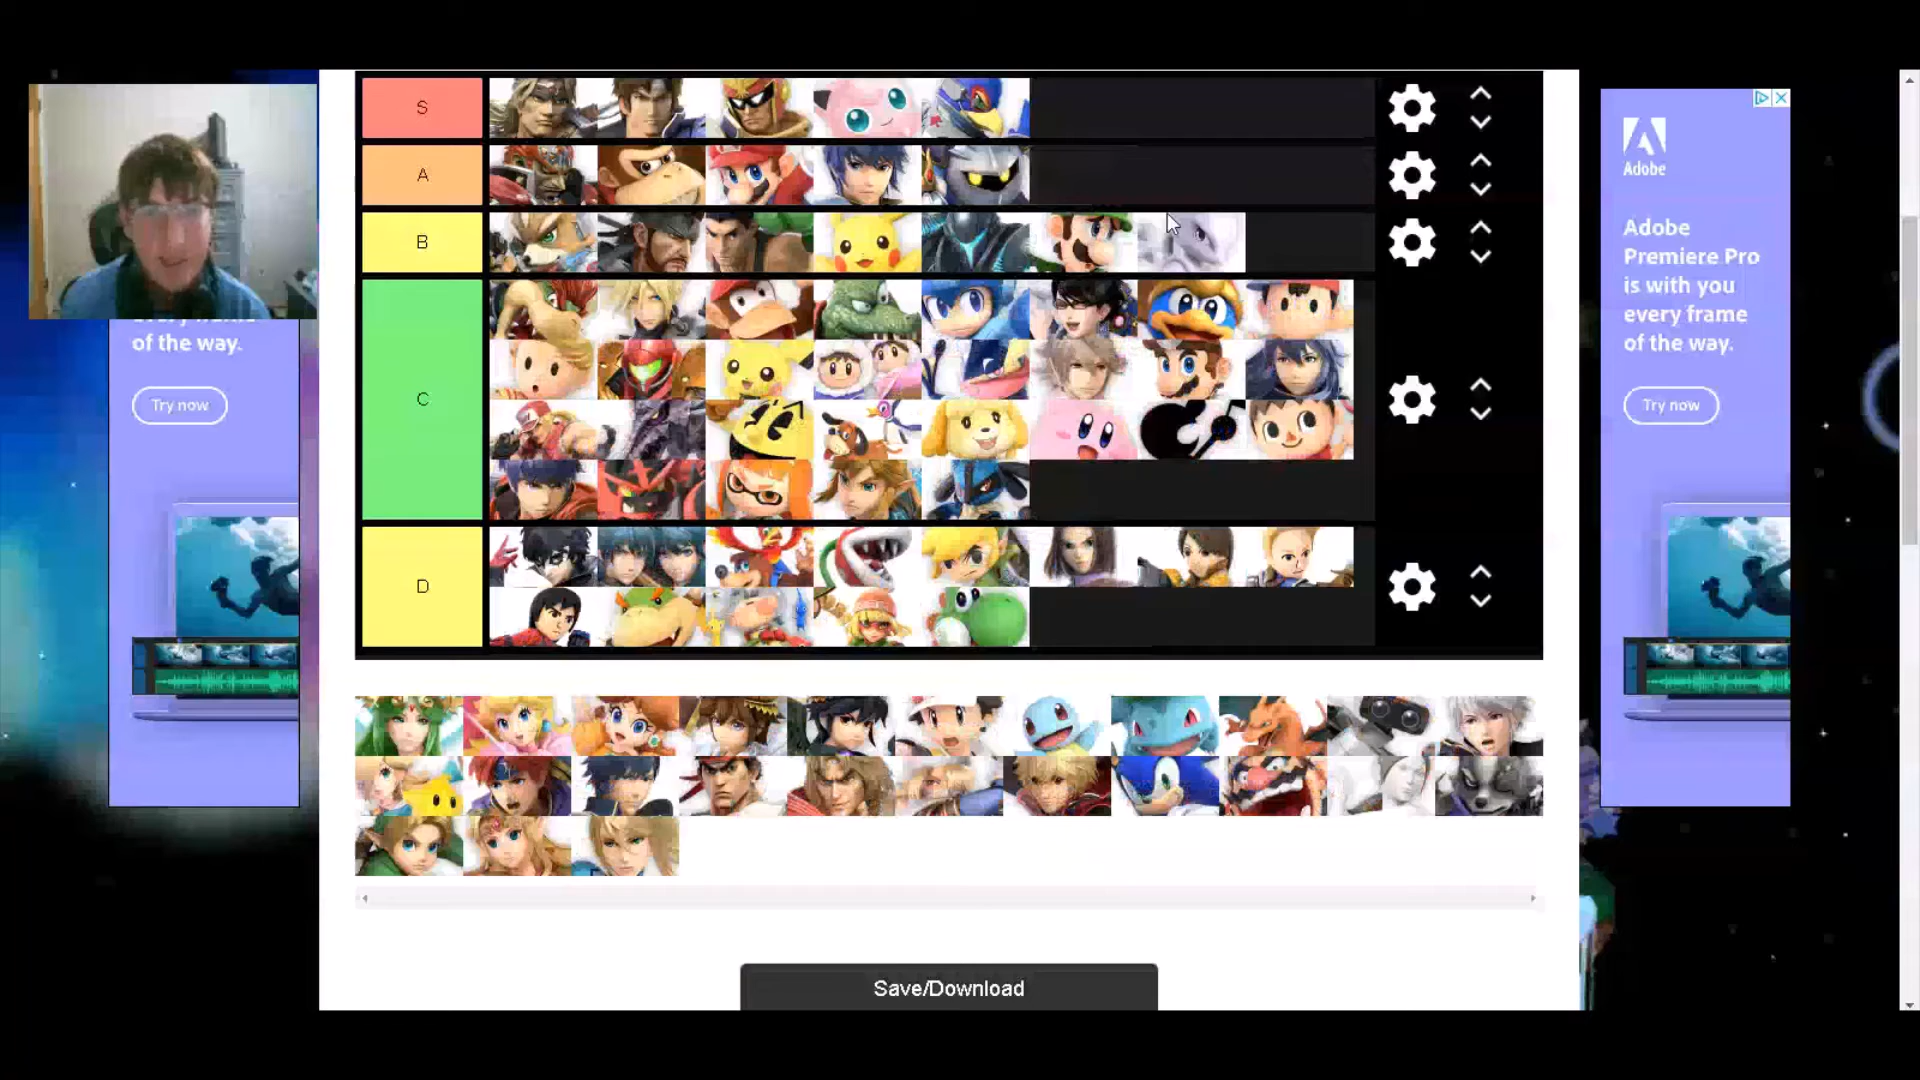 S
A
B
C
D
of the way.
Try now
Adobe
Adobe
Premiere Pro
is with you
every frame
of the way.
Try now
Save/Download